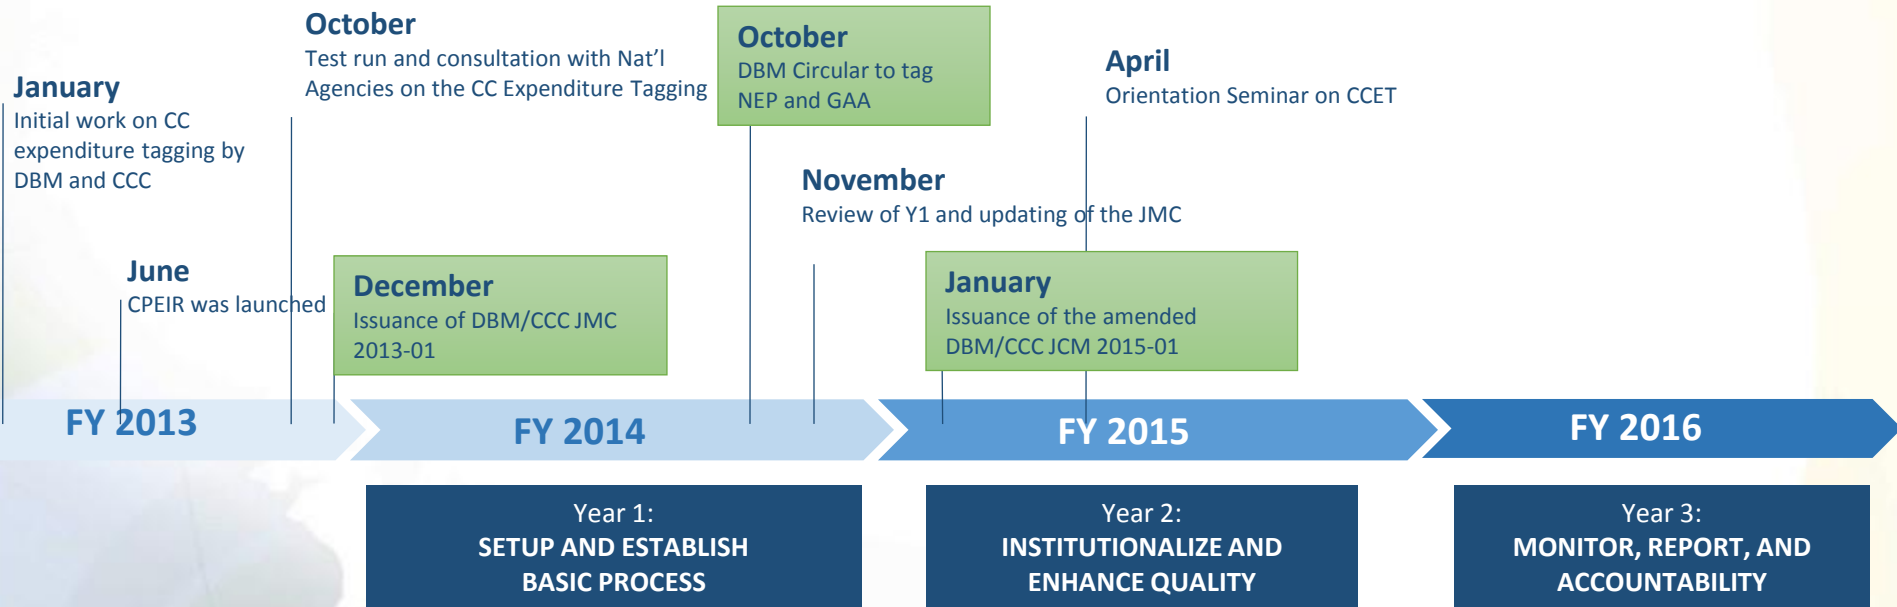 January
Initial work on CC
expenditure tagging by
DBM and CCC
June
CPEIR was launched
October
Test run and consultation with Nat’l
Agencies on the CC Expenditure Tagging
December
Issuance of DBM/CCC JMC
2013-01
October
DBM Circular to tag
NEP and GAA
November
Review of Y1 and updating of the JMC
January
Issuance of the amended
DBM/CCC JCM 2015-01
April
Orientation Seminar on CCET
FY 2013
FY 2014
FY 2015
FY 2016
Year 1:
SETUP AND ESTABLISH
BASIC PROCESS
Year 2:
INSTITUTIONALIZE AND
ENHANCE QUALITY
Year 3:
MONITOR, REPORT, AND
ACCOUNTABILITY